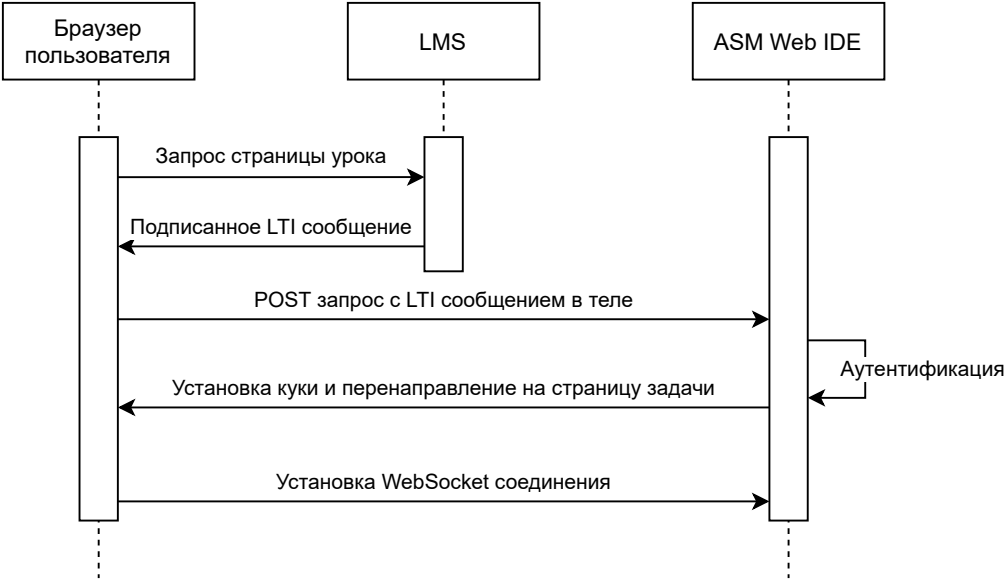 Браузер
пользователя
LMS
ASM Web IDE
Запрос страницы урока
Подписанное LTI сообщение
POST запрос с LTI сообщением в теле
Аутентификация
Установка куки и перенаправление на страницу задачи
Установка WebSocket соединения